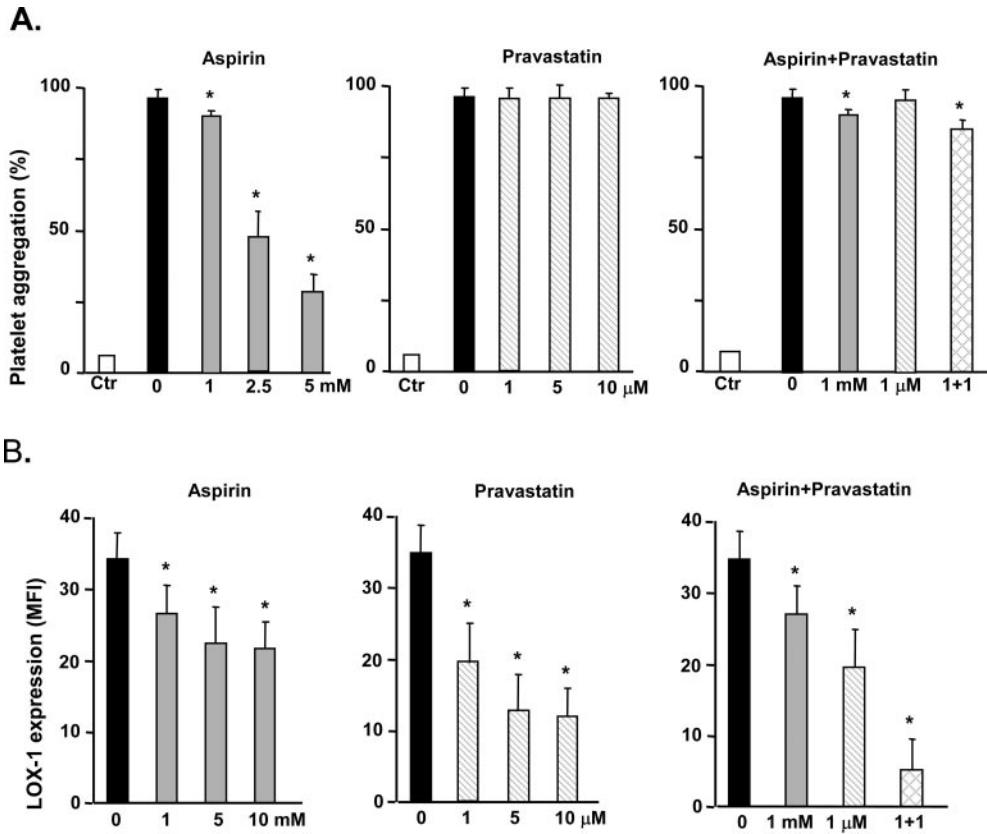 A.
Aspirin
Pravastatin
Aspirin+Pravastatin
Platelet aggregation (%)
100
50
0
* * *
Ctr 0 1 2.5 5 mM
100
50
0
Ctr 0 1 5 10 μM
100
50
0
* *
Ctr 0 1 mM 1 μM 1+1
B.
Aspirin
Pravastatin
Aspirin+Pravastatin
LOX-1 expression (MFI)
40
30
20
10
0
* * *
0 1 5 10 mM
40
30
20
10
0
* * *
0 1 5 10 μM
40
30
20
10
0
* * *
0 1 mM 1 μM 1+1